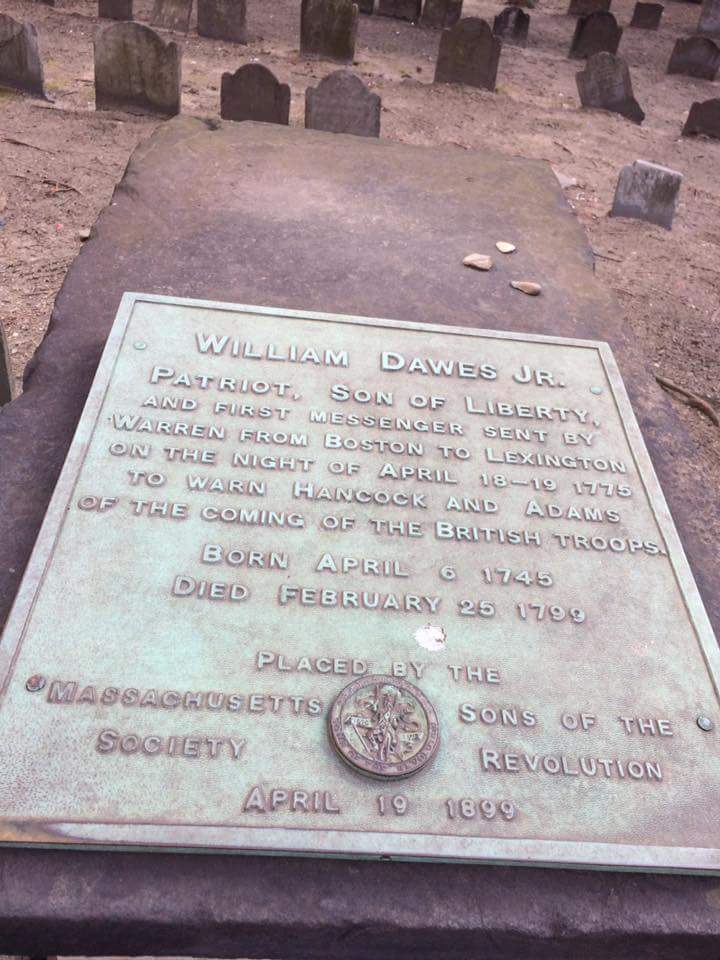 WILLIAM DAWES JR.
PATRIOT, SON OF LIBERTY,
AND FIRST MESSENGER SENT BY
WARREN FROM BOSTON TO LEXINGTON
ON THE NIGHT OF APRIL 18–19 1775
TO WARN HANCOCK AND ADAMS
OF THE COMING OF THE BRITISH TROOPS.
BORN APRIL 6 1745
DIED FEBRUARY 25 1799
PLACED BY THE
MASSACHUSETTS SONS OF THE
SOCIETY REVOLUTION
APRIL 19 1899